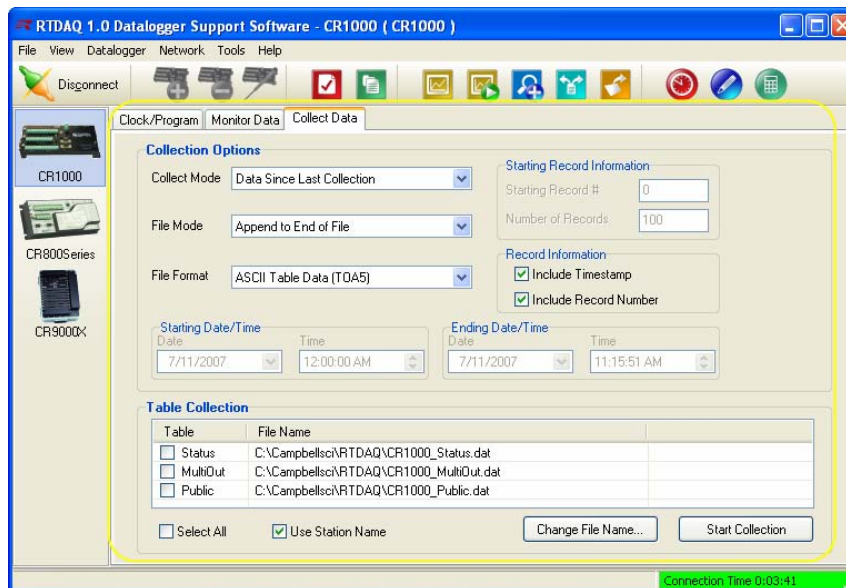 RTDAQ 1.0 Datalogger Support Software - CR1000 ( CR1000 )
File View Datalogger Network Tools Help
Disconnect
CR1000
CR800Series
CR9000X
Clock/Program Monitor Data Collect Data
Collection Options
Collect Mode Data Since Last Collection
File Mode Append to End of File
File Format ASCII Table Data (TOA5)
Starting Record Information
Starting Record # 0
Number of Records 100
Record Information
Include Timestamp
Include Record Number
Starting Date/Time
Date Time
7/11/2007 12:00:00 AM
Ending Date/Time
Date Time
7/11/2007 11:15:51 AM
Table Collection
Table File Name
Status C:\Campbellsci\RTDAQ\CR1000_Status.dat
MultiOut C:\Campbellsci\RTDAQ\CR1000_MultiOut.dat
Public C:\Campbellsci\RTDAQ\CR1000_Public.dat
Select All Use Station Name Change File Name... Start Collection
Connection Time 0:03:41